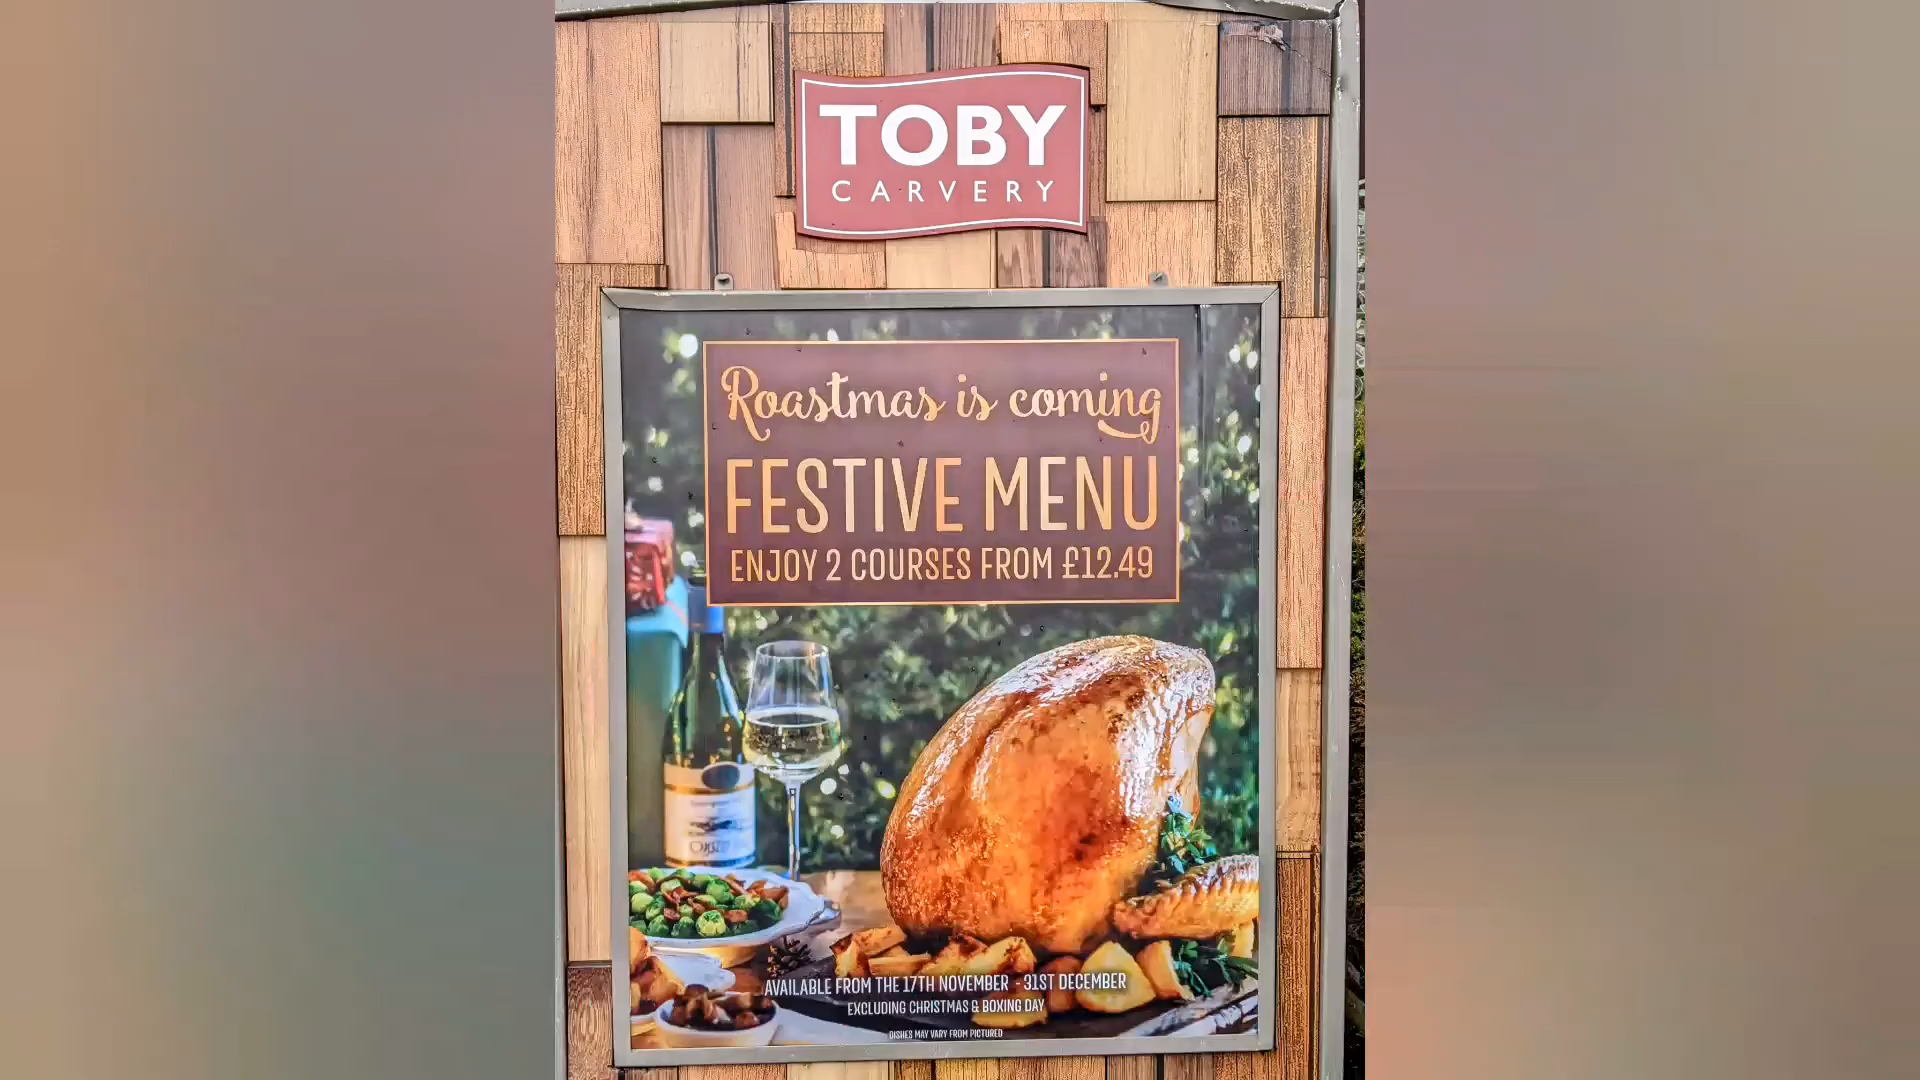 TOBY
CARVERY
Roastmas is coming
FESTIVE MENU
ENJOY 2 COURSES FROM £12.49
AVAILABLE FROM THE 17TH NOVEMBER - 31ST DECEMBER
EXCLUDING CHRISTMAS & BOXING DAY
DISHES MAY VARY FROM PICTURED